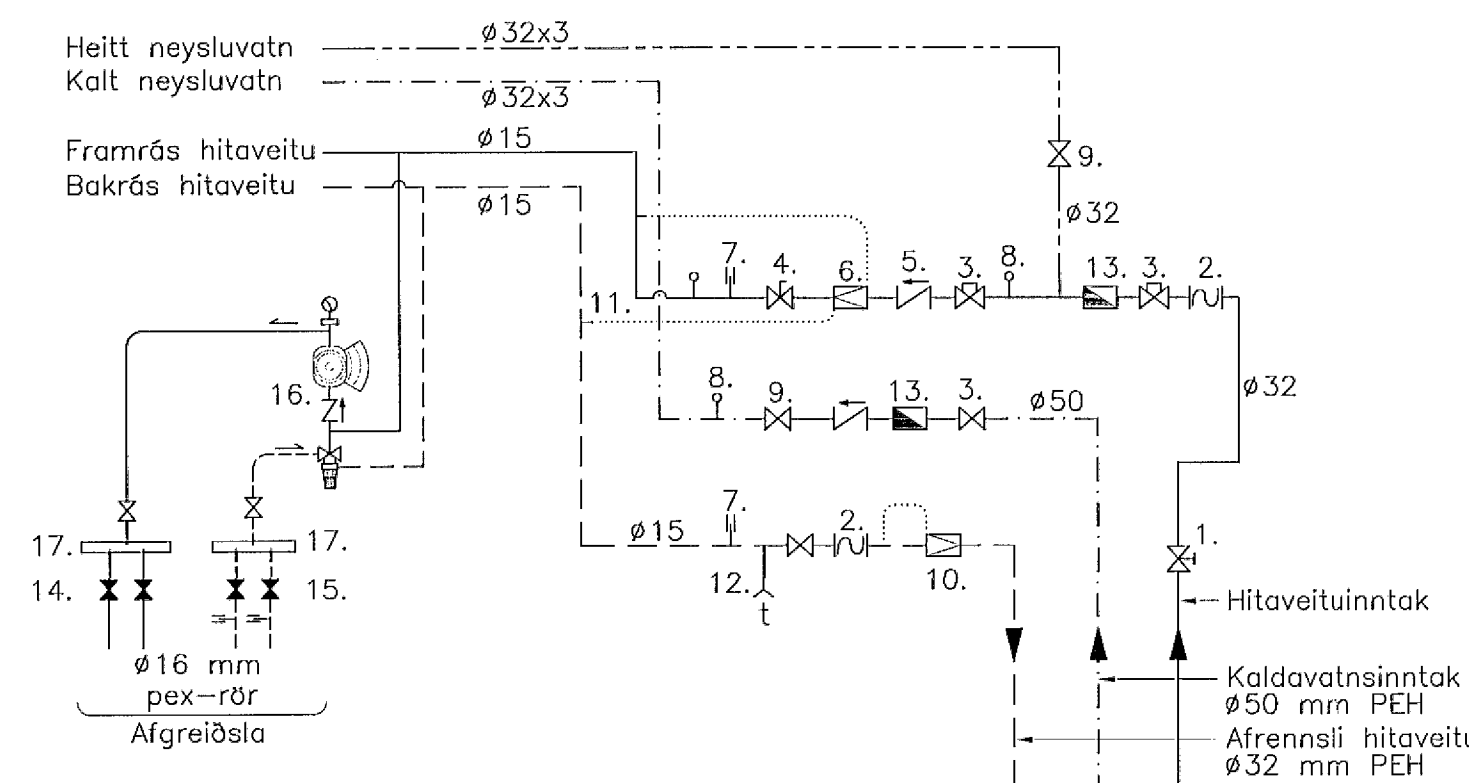 Heitt neysluvatn
ø32x3
Kalt neysluvatn
ø32x3
Framrás hitaveitu
ø15
Bakrás hitaveitu
ø15
9.
ø32
7.
4.
6.
5.
3.
8.
13.
3.
2.
11.
16.
8.
9.
13.
3.
ø50
ø32
17.
17.
14.
15.
ø15
7.
2.
12.
t
10.
1.
Hitaveituinntak
ø16 mm
pex-rör
Afgreiðsla
Kaldavatnsinntak
ø50 mm PEH
Afrennsli hitaveitu
ø32 mm PEH